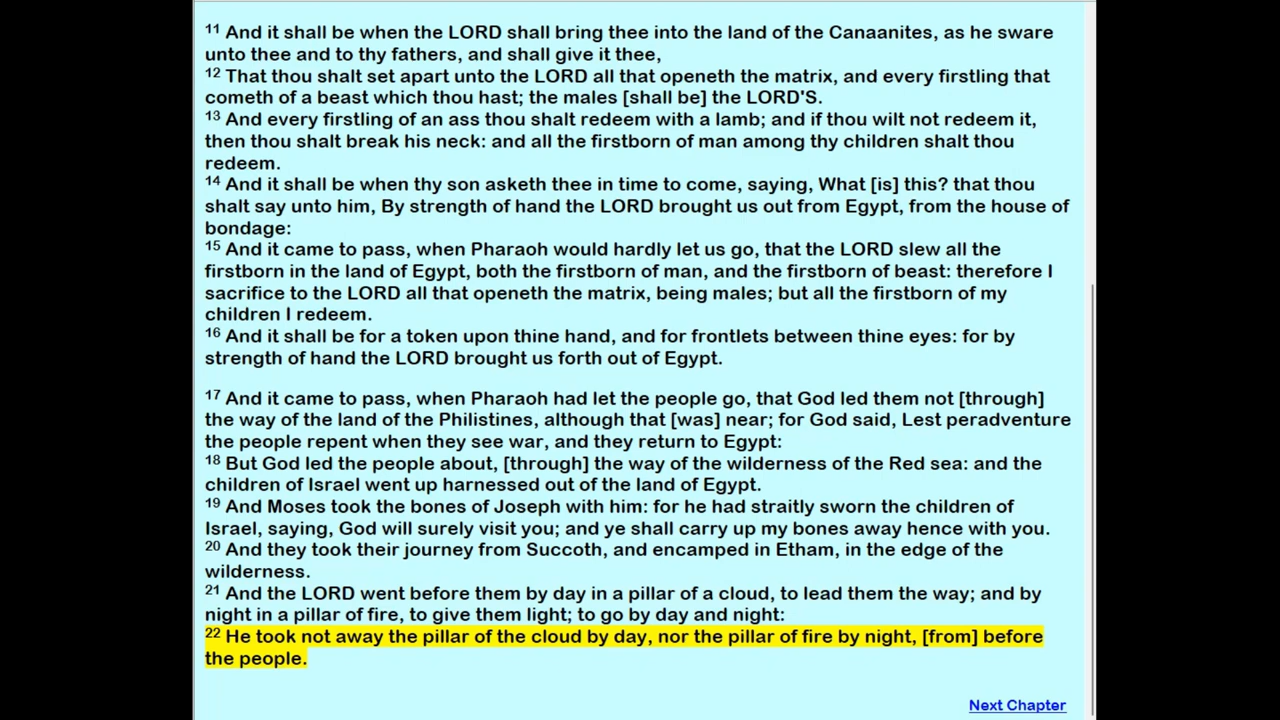 11 And it shall be when the LORD shall bring thee into the land of the Canaanites, as he sware
unto thee and to thy fathers, and shall give it thee,
12 That thou shalt set apart unto the LORD all that openeth the matrix, and every firstling that
cometh of a beast which thou hast; the males [shall be] the LORD'S.
13 And every firstling of an ass thou shalt redeem with a lamb; and if thou wilt not redeem it,
then thou shalt break his neck: and all the firstborn of man among thy children shalt thou
redeem.
14 And it shall be when thy son asketh thee in time to come, saying, What [is] this? that thou
shalt say unto him, By strength of hand the LORD brought us out from Egypt, from the house of
bondage:
15 And it came to pass, when Pharaoh would hardly let us go, that the LORD slew all the
firstborn in the land of Egypt, both the firstborn of man, and the firstborn of beast: therefore I
sacrifice to the LORD all that openeth the matrix, being males; but all the firstborn of my
children I redeem.
16 And it shall be for a token upon thine hand, and for frontlets between thine eyes: for by
strength of hand the LORD brought us forth out of Egypt.
17 And it came to pass, when Pharaoh had let the people go, that God led them not [through]
the way of the land of the Philistines, although that [was] near; for God said, Lest peradventure
the people repent when they see war, and they return to Egypt:
18 But God led the people about, [through] the way of the wilderness of the Red sea: and the
children of Israel went up harnessed out of the land of Egypt.
19 And Moses took the bones of Joseph with him: for he had straitly sworn the children of
Israel, saying, God will surely visit you; and ye shall carry up my bones away hence with you.
20 And they took their journey from Succoth, and encamped in Etham, in the edge of the
wilderness.
21 And the LORD went before them by day in a pillar of a cloud, to lead them the way; and by
night in a pillar of fire, to give them light; to go by day and night:
22 He took not away the pillar of the cloud by day, nor the pillar of fire by night, [from] before
the people.
Next Chapter